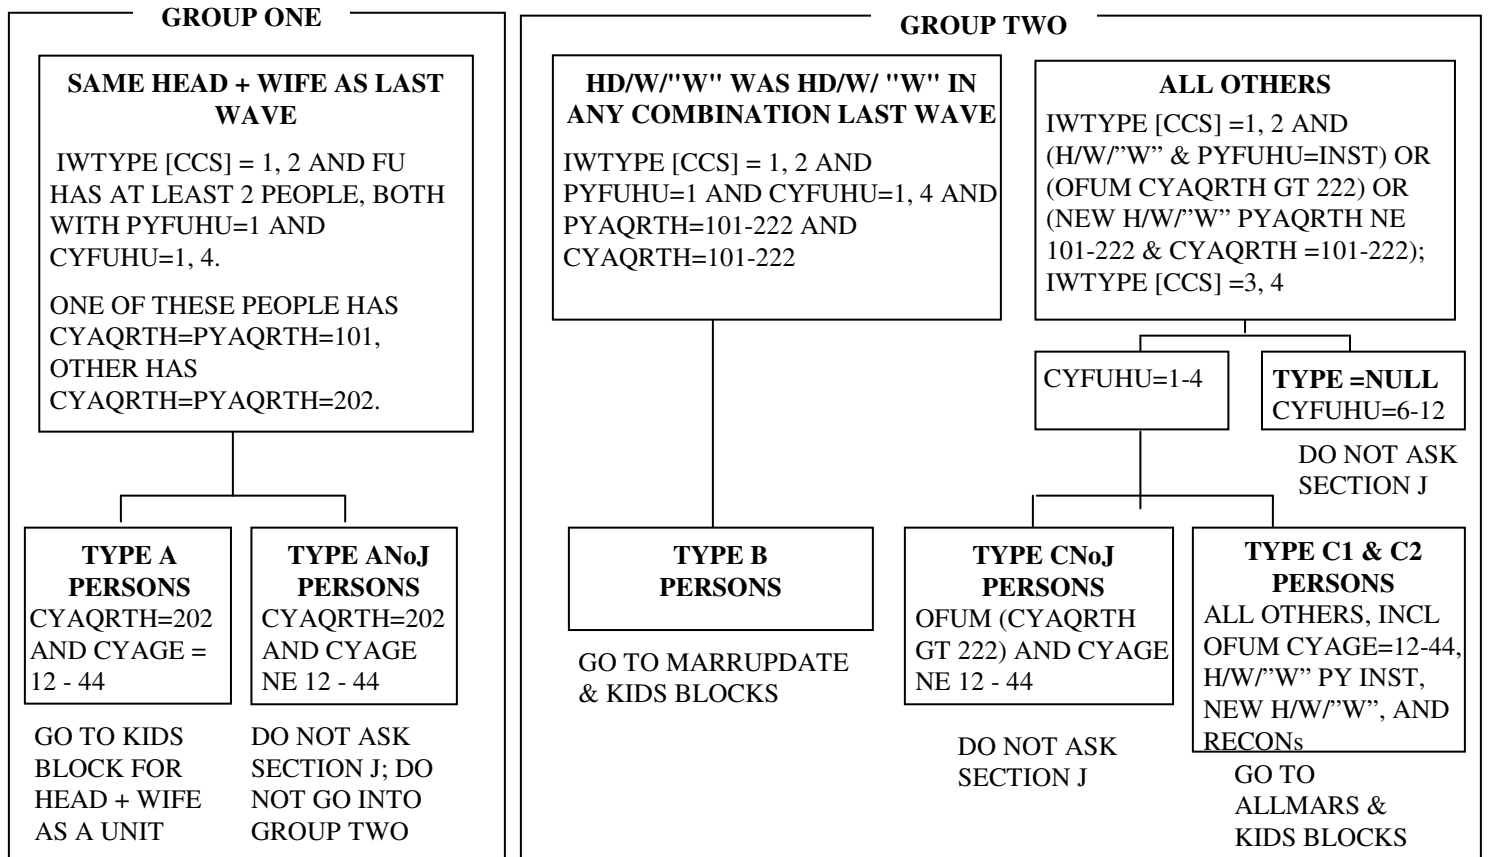 GROUP ONE
SAME HEAD + WIFE AS LAST
WAVE
IWTYPE [CCS] = 1, 2 AND FU
HAS AT LEAST 2 PEOPLE, BOTH
WITH PYFUHU=1 AND
CYFUHU=1, 4.
ONE OF THESE PEOPLE HAS
CYAQRTH=PYAQRTH=101,
OTHER HAS
CYAQRTH=PYAQRTH=202.
TYPE A
PERSONS
CYAQRTH=202
AND CYAGE =
12 - 44
GO TO KIDS
BLOCK FOR
HEAD + WIFE
AS A UNIT
TYPE ANoJ
PERSONS
CYAQRTH=202
AND CYAGE
NE 12 - 44
DO NOT ASK
SECTION J; DO
NOT GO INTO
GROUP TWO
GROUP TWO
HD/W/"W" WAS HD/W/ "W" IN
ANY COMBINATION LAST WAVE
IWTYPE [CCS] = 1, 2 AND
PYFUHU=1 AND CYFUHU=1, 4 AND
PYAQRTH=101-222 AND
CYAQRTH=101-222
TYPE B
PERSONS
GO TO MARRUPDATE
& KIDS BLOCKS
ALL OTHERS
IWTYPE [CCS] =1, 2 AND
(H/W/”W” & PYFUHU=INST) OR
(OFUM CYAQRTH GT 222) OR
(NEW H/W/”W” PYAQRTH NE
101-222 & CYAQRTH =101-222);
IWTYPE [CCS] =3, 4
CYFUHU=1-4
TYPE =NULL
CYFUHU=6-12
DO NOT ASK
SECTION J
TYPE CNoJ
PERSONS
OFUM (CYAQRTH
GT 222) AND CYAGE
NE 12 - 44
DO NOT ASK
SECTION J
TYPE C1 & C2
PERSONS
ALL OTHERS, INCL
OFUM CYAGE=12-44,
H/W/”W” PY INST,
NEW H/W/”W”, AND
RECONs
GO TO
ALLMARS &
KIDS BLOCKS